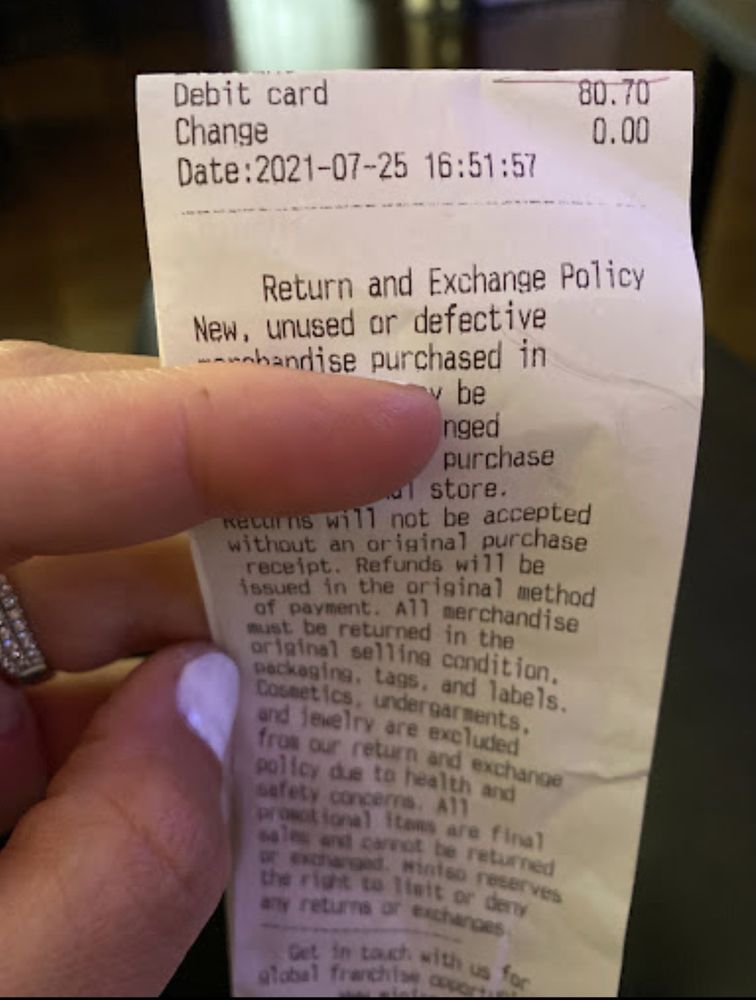 Debit card 80.70
Change 0.00
Date:2021-07-25 16:51:57
Return and Exchange Policy
New, unused or defective
merchandise purchased in
be
nged
purchase
store.
Returns will not be accepted
without an original purchase
receipt. Refunds will be
issued in the original method
of payment. All merchandise
must be returned in the
original selling condition,
packaging, tags, and labels.
Cosmetics, undergarments,
and jewelry are excluded
from our return and exchange
policy due to health and
safety concerns. All
promotional items are final
sales and cannot be returned
or exchanged. Miniso reserves
the right to limit or deny
any returns or exchanges
Get in touch with us for
global franchise